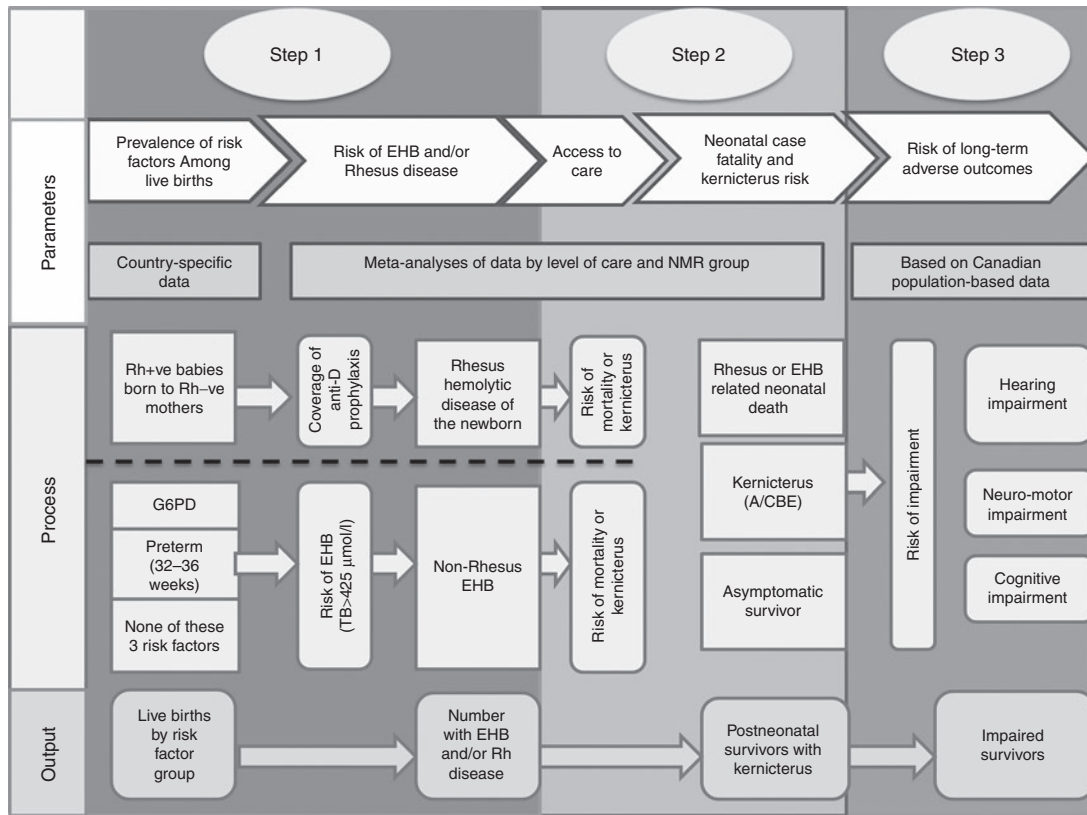 Step 1
Step 2
Step 3
Parameters
Prevalence of risk
factors Among
live births
Risk of EHB and/or
Rhesus disease
Access to
care
Neonatal case
fatality and
kernicterus risk
Risk of long-term
adverse outcomes
Country-specific
data
Meta-analyses of data by level of care and NMR group
Based on Canadian
population-based data
Process
Rh+ve babies
born to Rh–ve
mothers
Coverage of
anti-D
prophylaxis
Rhesus
hemolytic
disease of
the newborn
Risk of
mortality or
kernicterus
Rhesus or EHB
related neonatal
death
Hearing
impairment
G6PD
Preterm (32–36
weeks)
None of these
3 risk factors
Risk of EHB
(TB>425 μmol/l)
Non-Rhesus
EHB
Risk of mortality or
kernicterus
Kernicterus
(A/CBE)
Asymptomatic
survivor
Risk of impairment
Neuro-motor
impairment
Cognitive
impairment
Output
Live births
by risk
factor
group
Number
with EHB
and/or Rh
disease
Postneonatal
survivors with
kernicterus
Impaired
survivors